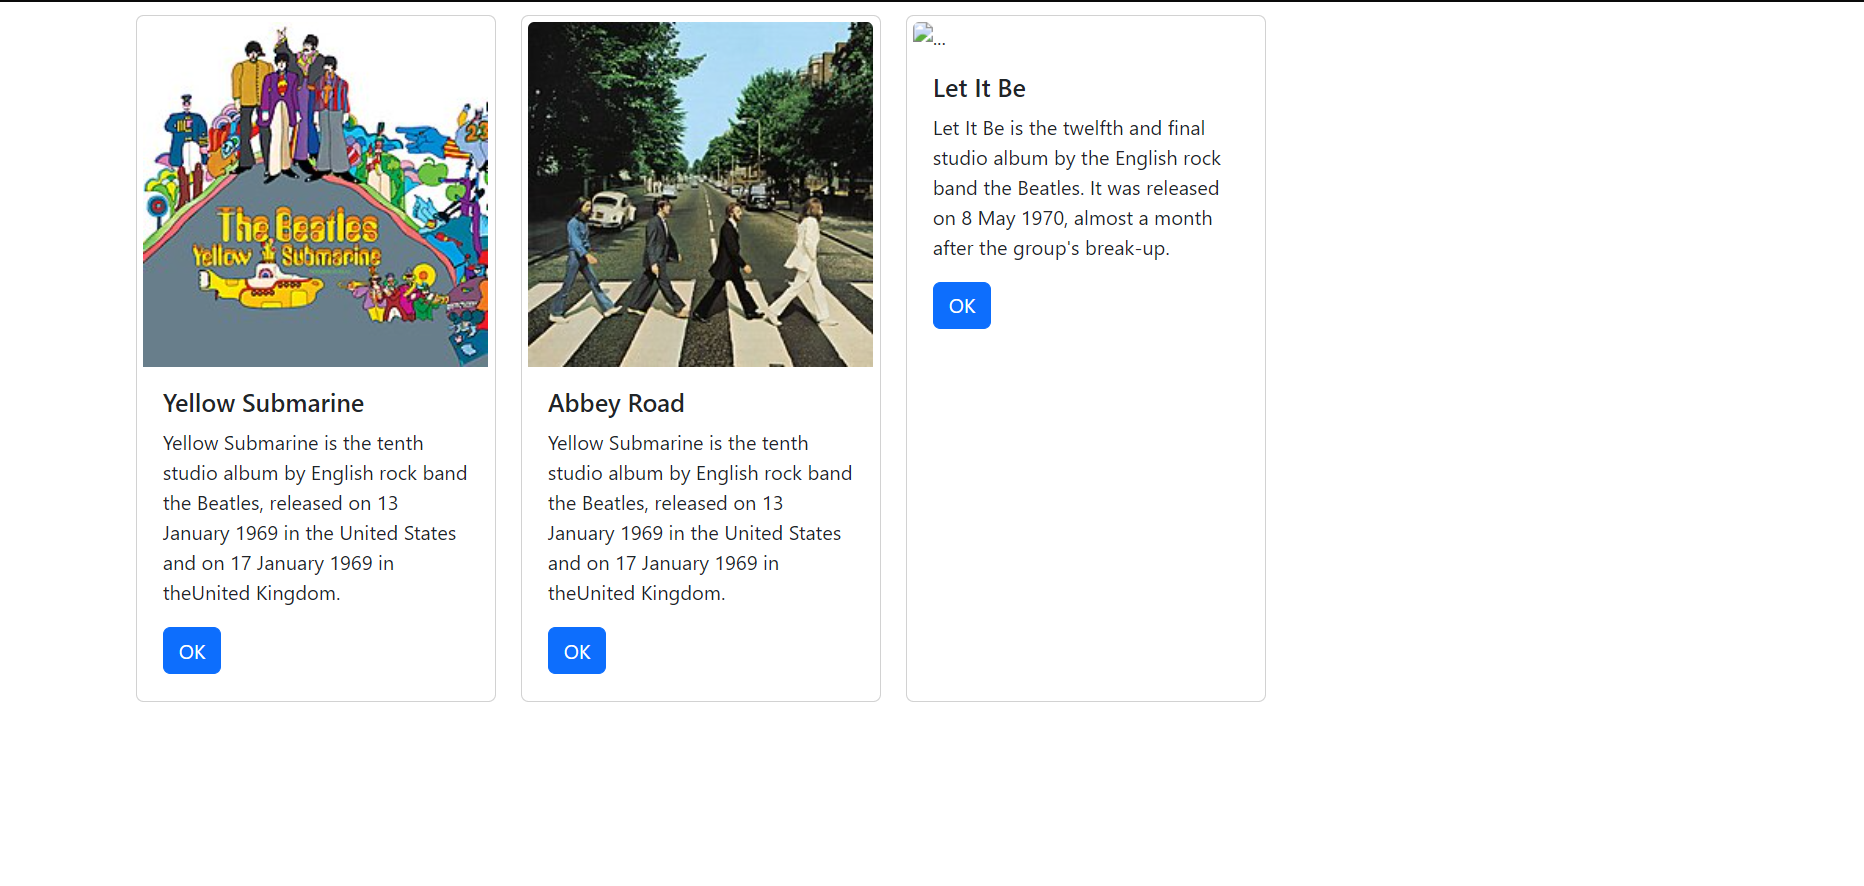 The Beatles
Yellow Submarine
Yellow Submarine
Yellow Submarine is the tenth
studio album by English rock band
the Beatles, released on 13
January 1969 in the United States
and on 17 January 1969 in
theUnited Kingdom.
OK
Abbey Road
Yellow Submarine is the tenth
studio album by English rock band
the Beatles, released on 13
January 1969 in the United States
and on 17 January 1969 in
theUnited Kingdom.
OK
...
Let It Be
Let It Be is the twelfth and final
studio album by the English rock
band the Beatles. It was released
on 8 May 1970, almost a month
after the group's break-up.
OK